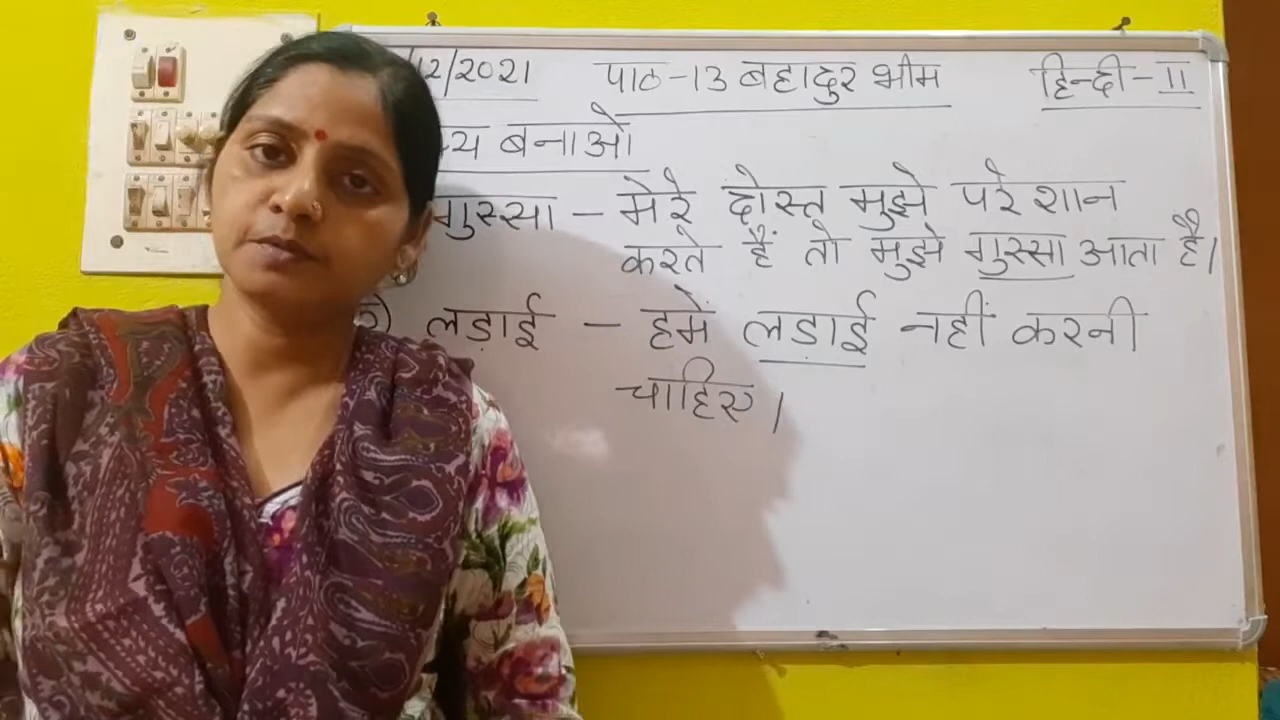 /12/2021 पाठ-13 बहादुर भीम हिन्दी-II
बनाओ
गुस्सा – मेरे दोस्त मुझे परेशान
करते हैं तो मुझे गुस्सा आता है।
लड़ाई – हमें लड़ाई नहीं करनी
चाहिए।